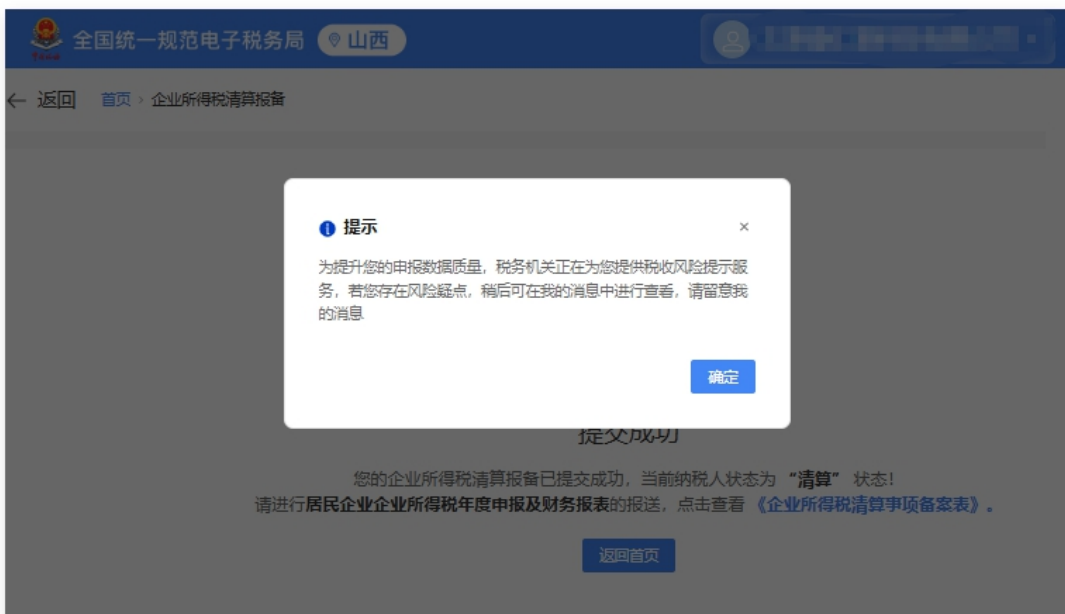 全国统一规范电子税务局 山西
← 返回 首页 > 企业所得税清算报备
提示 ×
为提升您的申报数据质量，税务机关正在为您提供税收风险提示服
务，若您存在风险疑点，稍后可在我的消息中进行查看，请留意我
的消息
确定
提交成功
您的企业所得税清算报备已提交成功，当前纳税人状态为 “清算” 状态！
请进行居民企业企业所得税年度申报及财务报表的报送，点击查看 《企业所得税清算事项备案表》。
返回首页